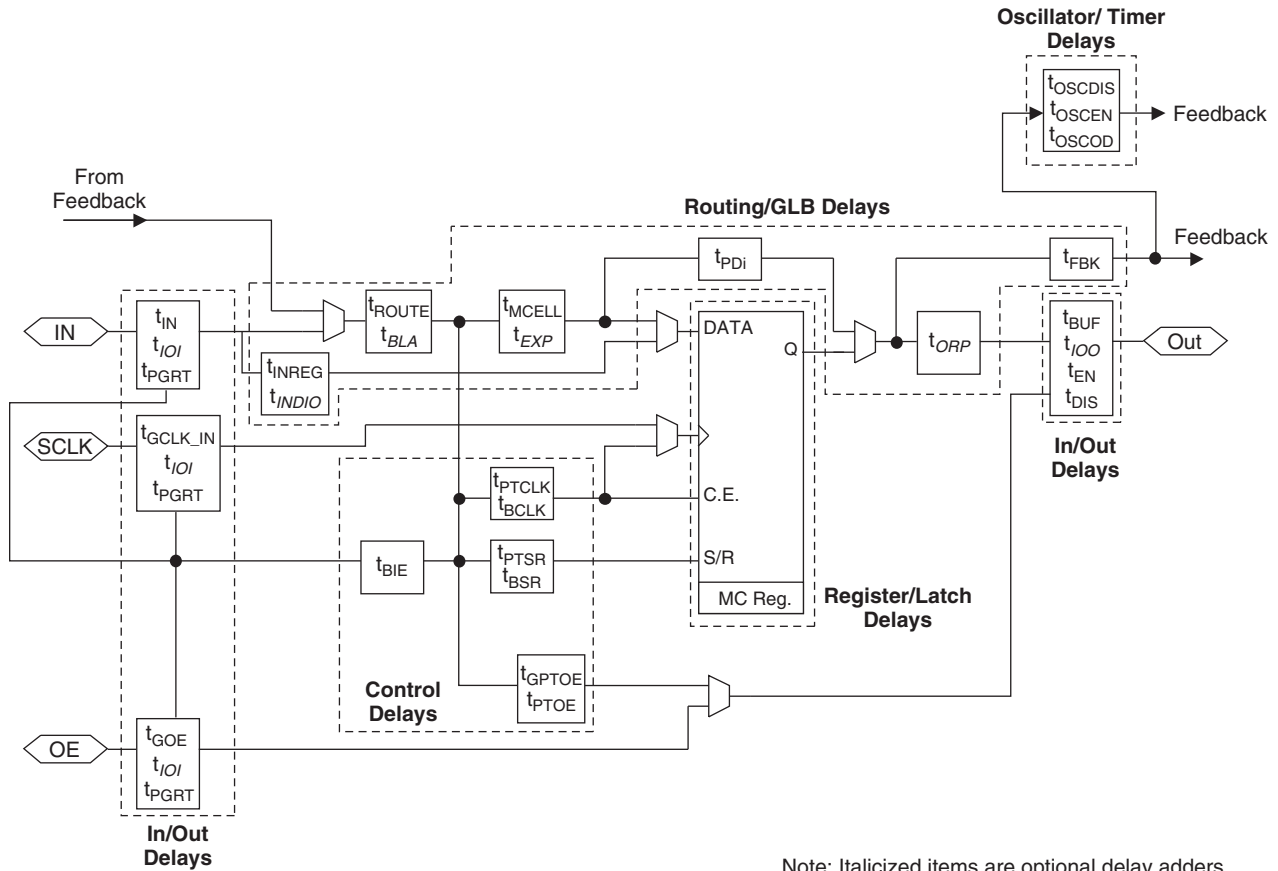 Oscillator/ Timer
Delays
tOSCDIS
tOSCEN
tOSCOD
Feedback
From
Feedback
Routing/GLB Delays
Feedback
tPDi
tFBK
IN
tIN
tIOI
tPGRT
tROUTE
tBLA
tMCELL
tEXP
DATA
Q
tORP
tBUF
tIOO
tEN
tDIS
Out
tINREG
tINDIO
SCLK
tGCLK_IN
tIOI
tPGRT
In/Out
Delays
tPTCLK
tBCLK
C.E.
tBIE
tPTSR
tBSR
S/R
MC Reg.
Register/Latch
Delays
Control
Delays
tGPTOE
tPTOE
OE
tGOE
tIOI
tPGRT
In/Out
Delays
Note: Italicized items are optional delay adders